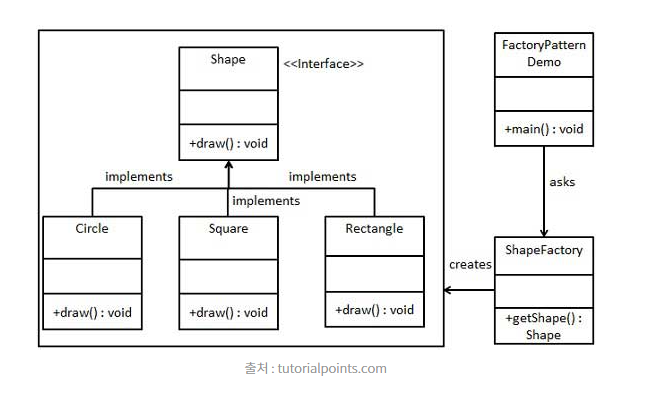 Shape
<<Interface>>
+draw() : void
FactoryPattern
Demo
+main() : void
implements
implements
implements
asks
Circle
+draw() : void
Square
+draw() : void
Rectangle
+draw() : void
creates
ShapeFactory
+getShape() :
Shape
출처 : tutorialpoints.com